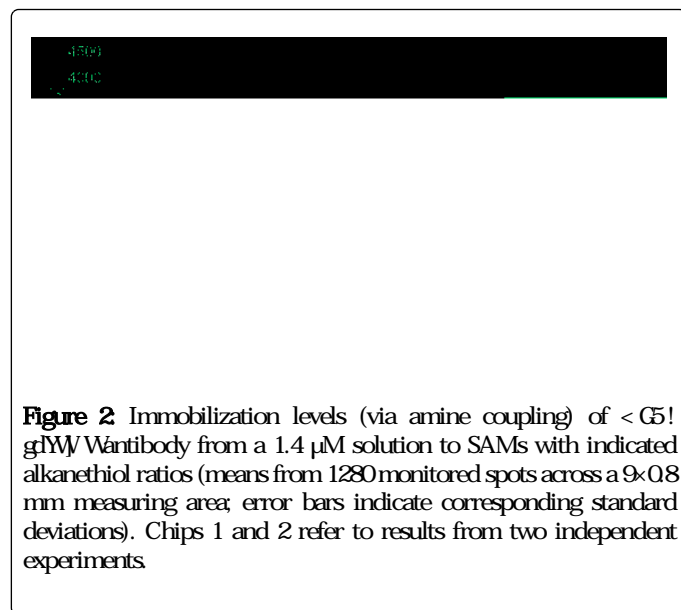 4500
4000
Figure 2: Immobilization levels (via amine coupling) of < G5! gdYW}/ Wantibody from a 1.4 µM solution to SAMs with indicated alkanethiol ratios (means from 1280 monitored spots across a 9×0.8 mm measuring area; error bars indicate corresponding standard deviations). Chips 1 and 2 refer to results from two independent experiments.